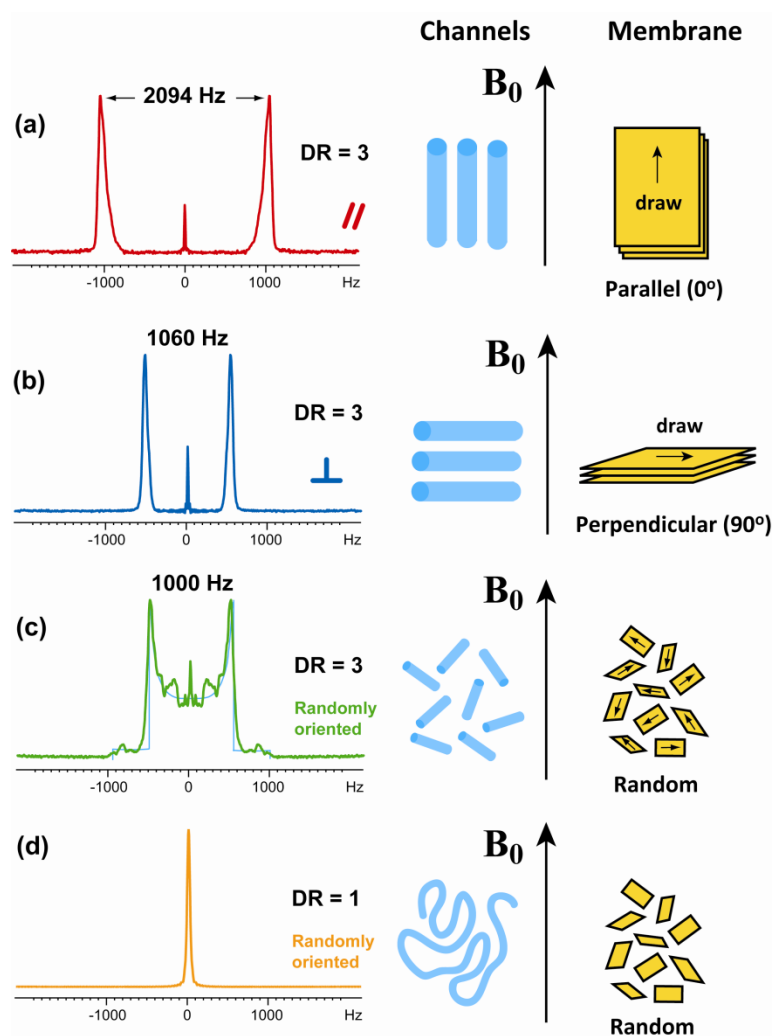 Channels
Membrane
(a)
2094 Hz
DR = 3
//
B0
draw
Parallel (0º)
-1000
0
1000
Hz
(b)
1060 Hz
DR = 3
B0
draw
Perpendicular (90º)
-1000
0
1000
Hz
(c)
1000 Hz
DR = 3
Randomly
oriented
B0
Random
-1000
0
1000
Hz
(d)
DR = 1
Randomly
oriented
B0
Random
-1000
0
1000
Hz